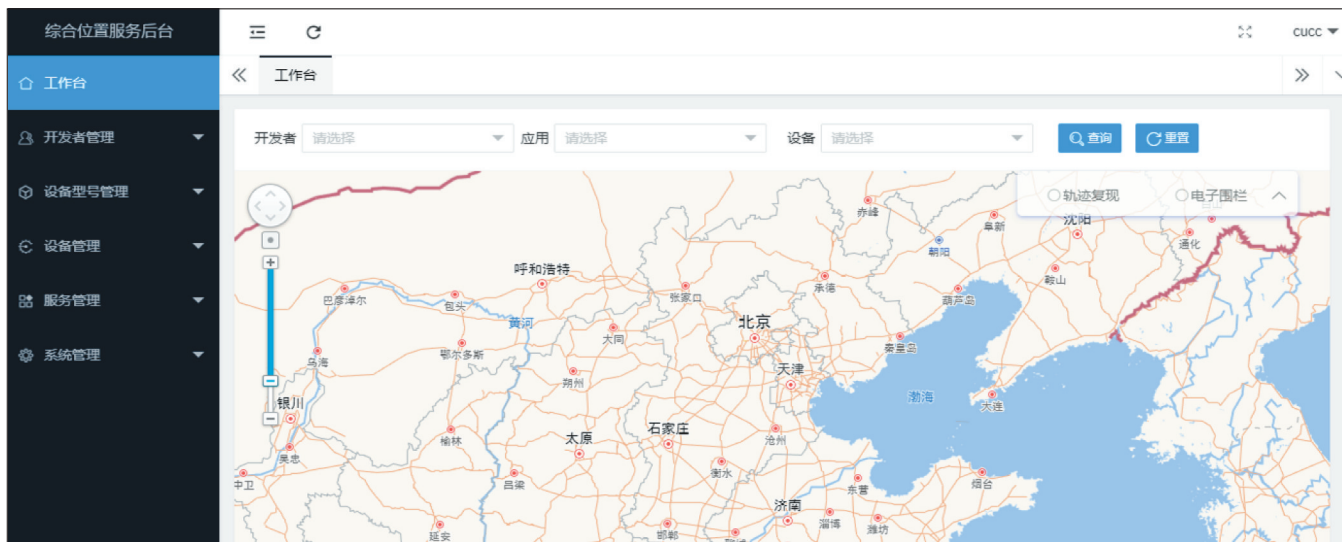 综合位置服务后台
cucc
工作台
工作台
开发者管理
设备型号管理
设备管理
服务管理
系统管理
开发者 请选择 应用 请选择 设备 请选择 查询 重置
轨迹复现 电子围栏
赤峰
阜新
沈阳
通化
朝阳
呼和浩特
巴彦淖尔
包头
张家口
承德
葫芦岛
鞍山
黄河
大同
北京
秦皇岛
乌海
鄂尔多斯
朔州
天津
渤海
大连
银川
榆林
太原
石家庄
沧州
吴忠
中卫
吕梁
衡水
东营
烟台
济南
淄博
潍坊
延安
邯郸